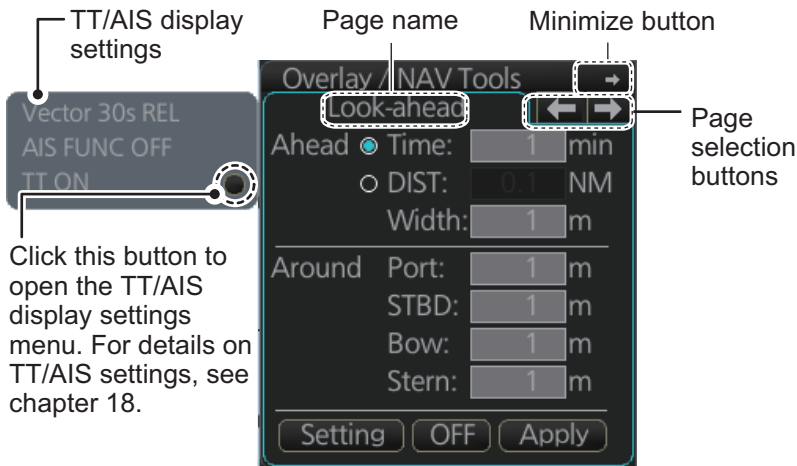 TT/AIS display
settings
Page name
Minimize button
Vector 30s REL
AIS FUNC OFF
TT ON
Click this button to
open the TT/AIS
display settings
menu. For details on
TT/AIS settings, see
chapter 18.
Overlay / NAV Tools
Look-ahead
Page
selection
buttons
Ahead Time: 1 min
DIST: 0.1 NM
Width: 1 m
Around Port: 1 m
STBD: 1 m
Bow: 1 m
Stern: 1 m
Setting OFF Apply